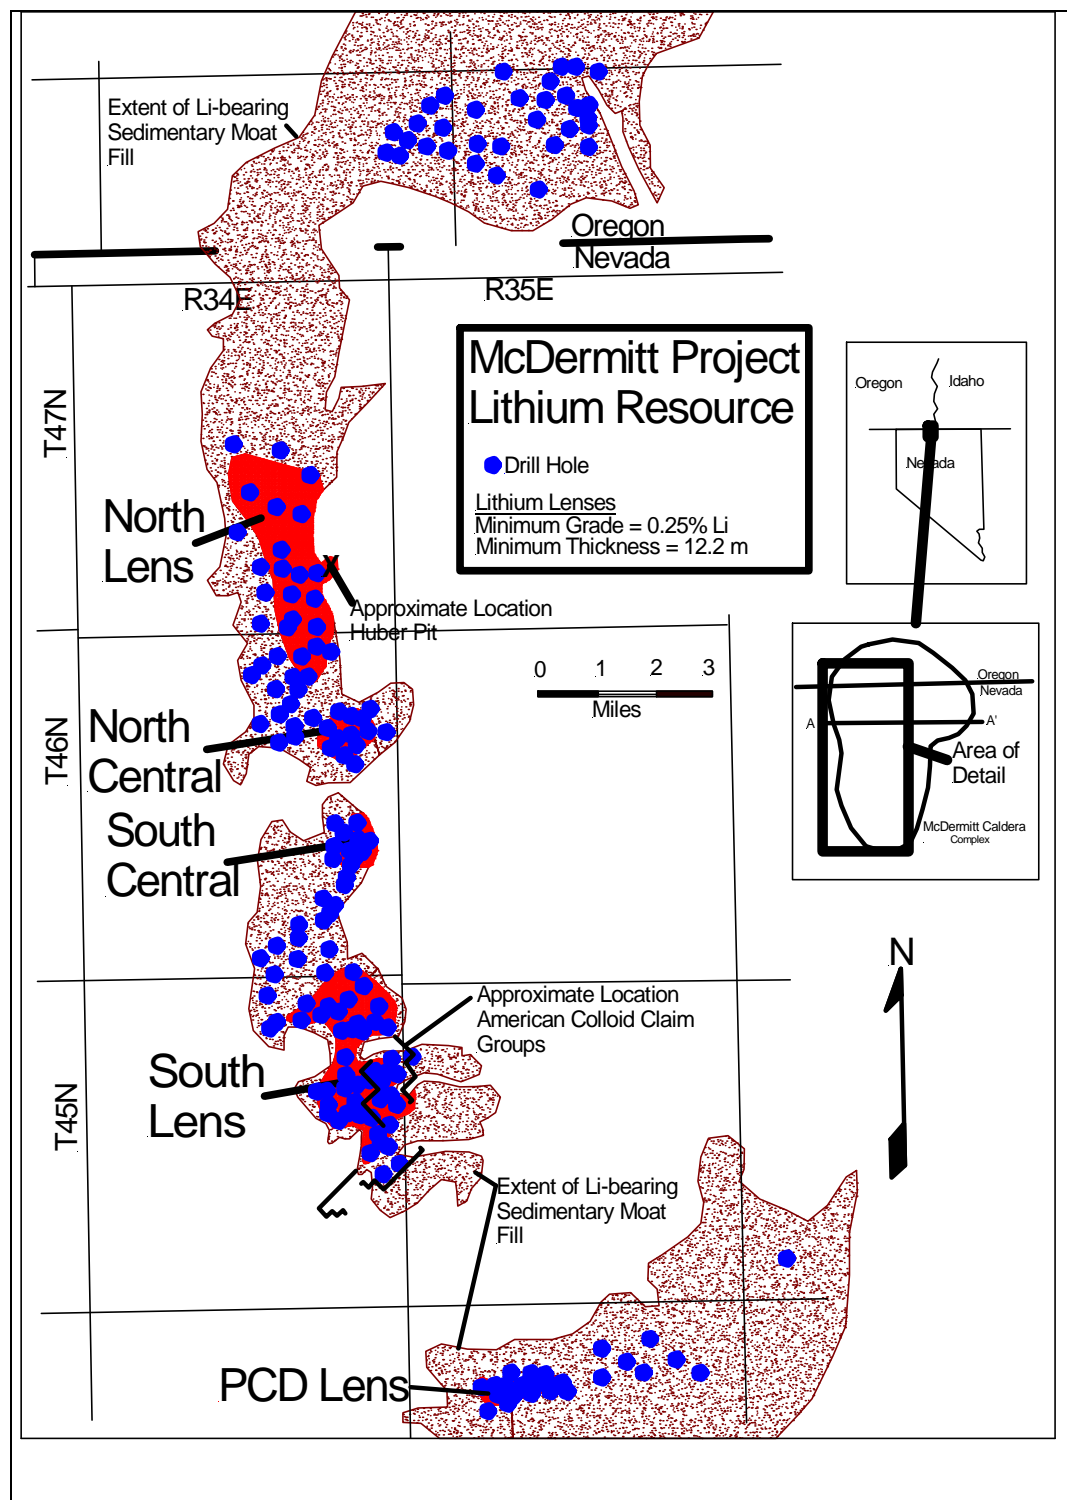 Extent of Li-bearing
Sedimentary Moat
Fill
Oregon
Nevada
R34E
R35E
McDermitt Project
Lithium Resource
Drill Hole
Lithium Lenses
Minimum Grade = 0.25% Li
Minimum Thickness = 12.2 m
Oregon
Idaho
Nevada
T47N
North
Lens
X
Approximate Location
Huber Pit
0 1 2 3
Miles
T46N
North
Central
South
Central
Oregon
Nevada
A
A'
Area of
Detail
McDermitt Caldera
Complex
N
Approximate Location
American Colloid Claim
Groups
South
Lens
T45N
Extent of Li-bearing
Sedimentary Moat
Fill
PCD Lens